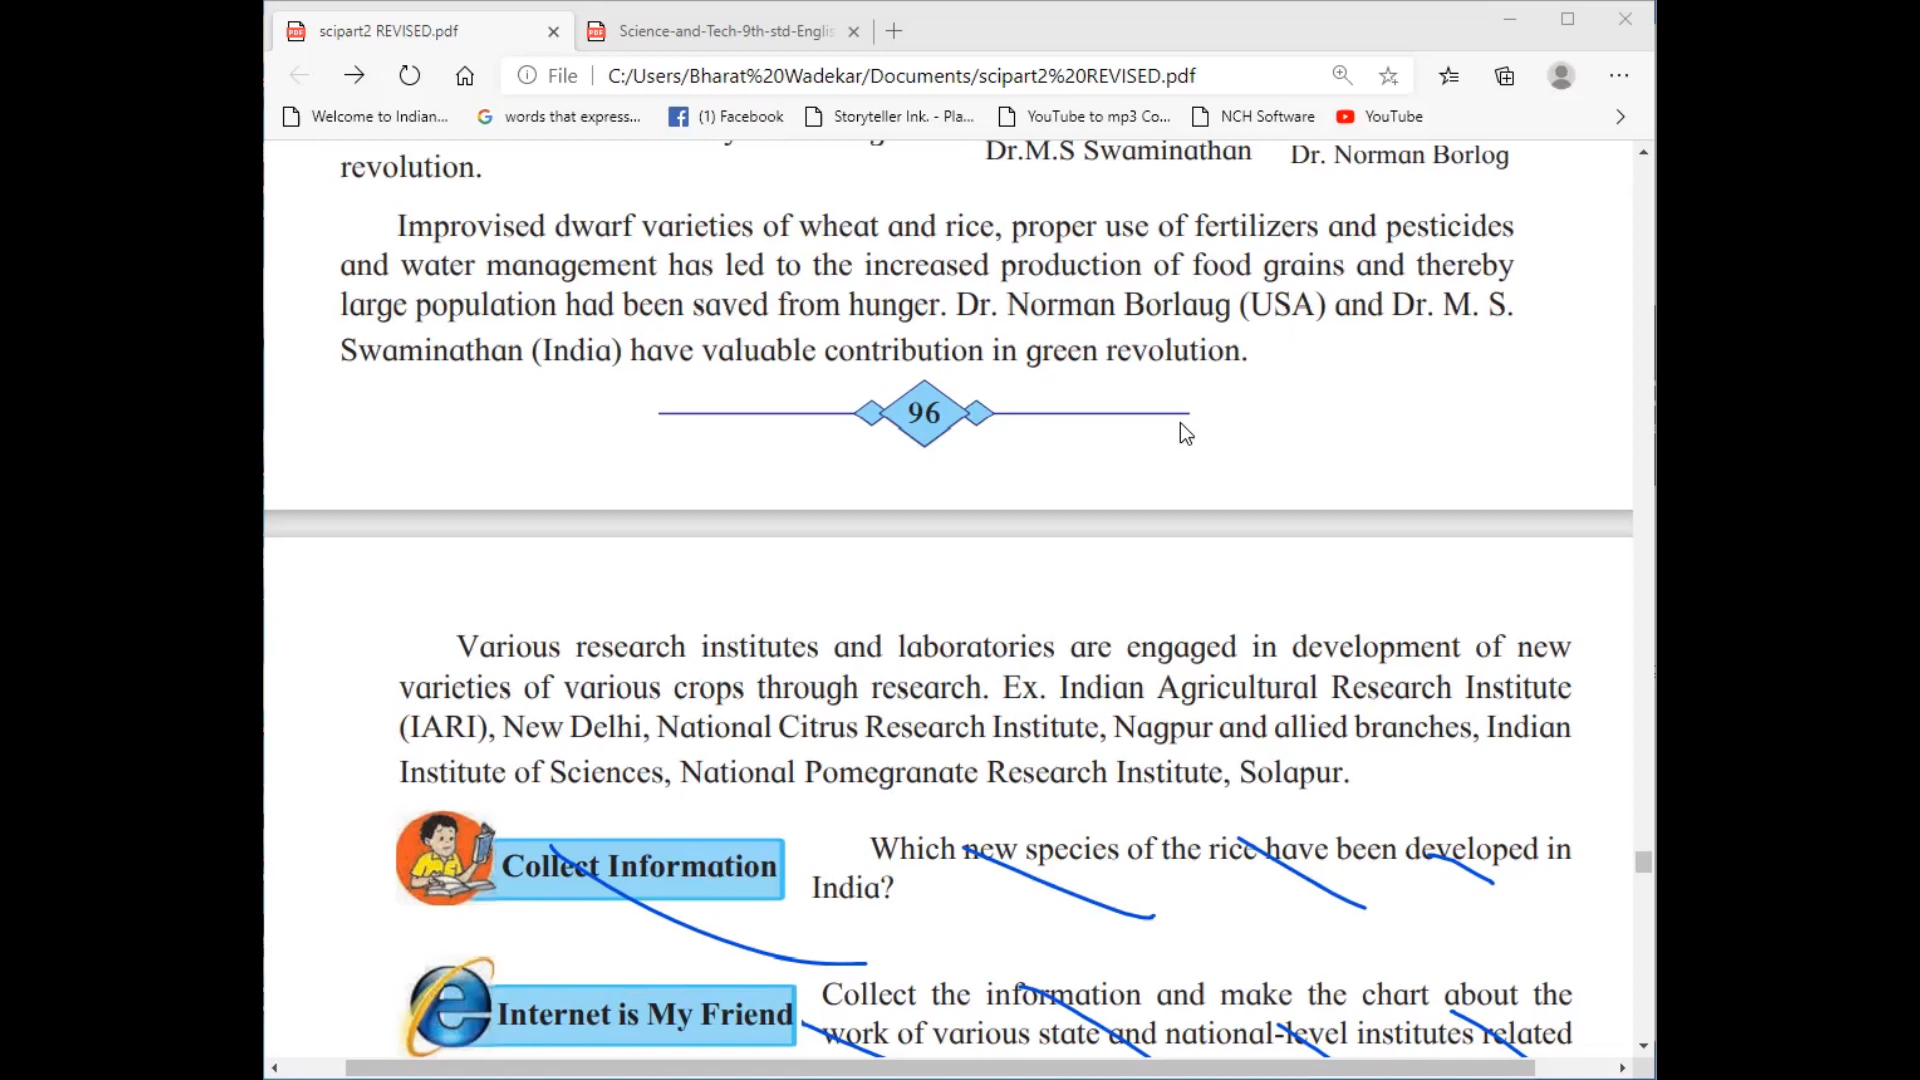 scipart2 REVISED.pdf
Science-and-Tech-9th-std-Englis
File
C:/Users/Bharat%20Wadekar/Documents/scipart2%20REVISED.pdf
Welcome to Indian...
words that express...
(1) Facebook
Storyteller Ink. - Pla...
YouTube to mp3 Co...
NCH Software
YouTube
Dr.M.S Swaminathan
Dr. Norman Borlog
revolution.
Improvised dwarf varieties of wheat and rice, proper use of fertilizers and pesticides
and water management has led to the increased production of food grains and thereby
large population had been saved from hunger. Dr. Norman Borlaug (USA) and Dr. M. S.
Swaminathan (India) have valuable contribution in green revolution.
96
Various research institutes and laboratories are engaged in development of new
varieties of various crops through research. Ex. Indian Agricultural Research Institute
(IARI), New Delhi, National Citrus Research Institute, Nagpur and allied branches, Indian
Institute of Sciences, National Pomegranate Research Institute, Solapur.
Collect Information
Which new species of the rice have been developed in
India?
Internet is My Friend
Collect the information and make the chart about the
work of various state and national-level institutes related